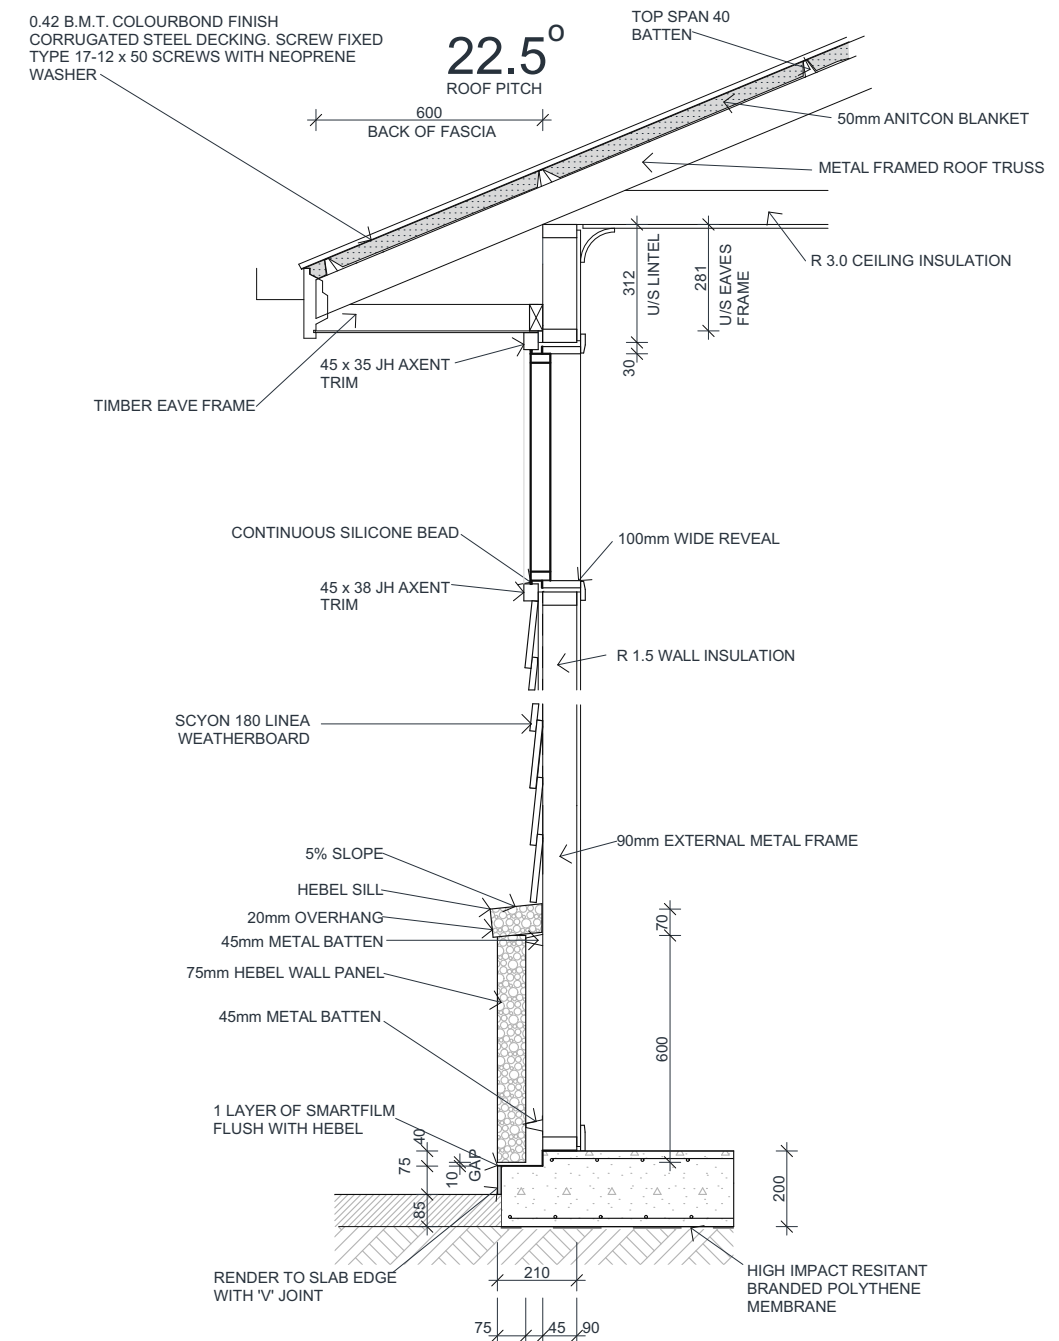 0.42 B.M.T. COLOURBOND FINISH
CORRUGATED STEEL DECKING. SCREW FIXED
TYPE 17-12 x 50 SCREWS WITH NEOPRENE
WASHER
22.5°
ROOF PITCH
TOP SPAN 40
BATTEN
600
BACK OF FASCIA
50mm ANITCON BLANKET
METAL FRAMED ROOF TRUSS
R 3.0 CEILING INSULATION
312
U/S LINTEL
281
U/S EAVES
FRAME
30
45 x 35 JH AXENT
TRIM
TIMBER EAVE FRAME
CONTINUOUS SILICONE BEAD
100mm WIDE REVEAL
45 x 38 JH AXENT
TRIM
R 1.5 WALL INSULATION
SCYON 180 LINEA
WEATHERBOARD
90mm EXTERNAL METAL FRAME
5% SLOPE
HEBEL SILL
20mm OVERHANG
45mm METAL BATTEN
75mm HEBEL WALL PANEL
45mm METAL BATTEN
70
600
1 LAYER OF SMARTFILM
FLUSH WITH HEBEL
40
75
10
GAP
85
200
RENDER TO SLAB EDGE
WITH 'V' JOINT
210
HIGH IMPACT RESITANT
BRANDED POLYTHENE
MEMBRANE
75
45
90